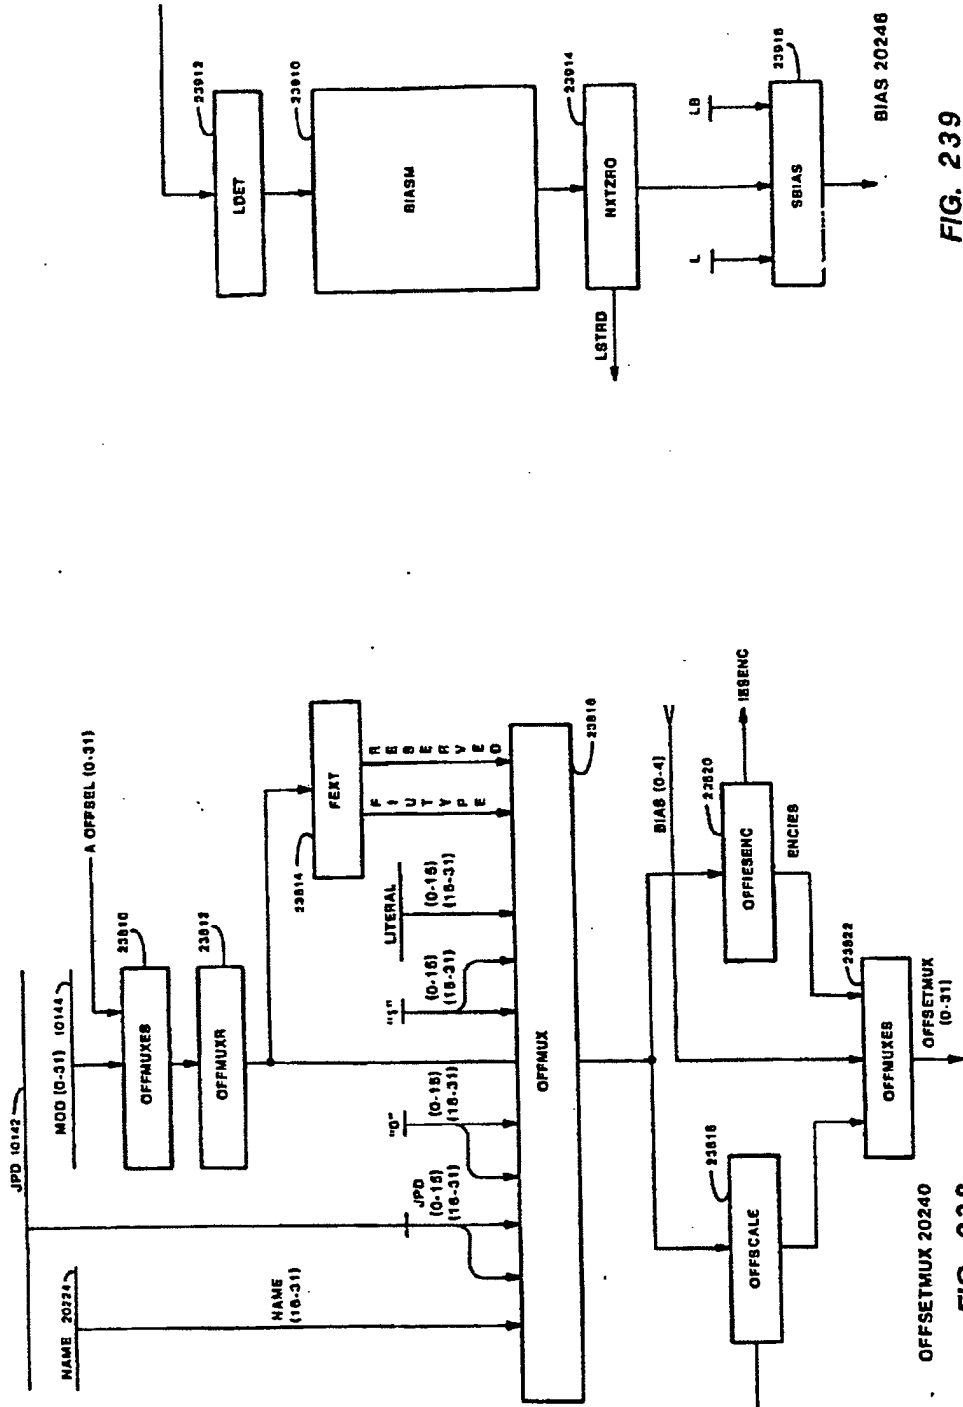 JPD 10142
MOD (0-31) 10144
NAME 20224
A OFFSEL (0-31)
23810
OFFMUXES
23812
OFFMUXR
23814
FEXT
FIUTYPE
RESERVED
NAME
(16-31)
JPD
(0-15)
(16-31)
"0"
(0-15)
(16-31)
"1"
(0-15)
(16-31)
LITERAL
(0-15)
(16-31)
OFFMUX
23816
BIAS (0-4)
23818
OFFSCALE
23820
OFFIESENC
IESENC
ENCIES
23822
OFFMUXES
OFFSETMUX
(0-31)
OFFSETMUX 20240
FIG. 238
23912
LDET
23910
BIASM
23914
NXTZRO
LSTRD
L
LB
23916
SBIAS
BIAS 20246
FIG. 239